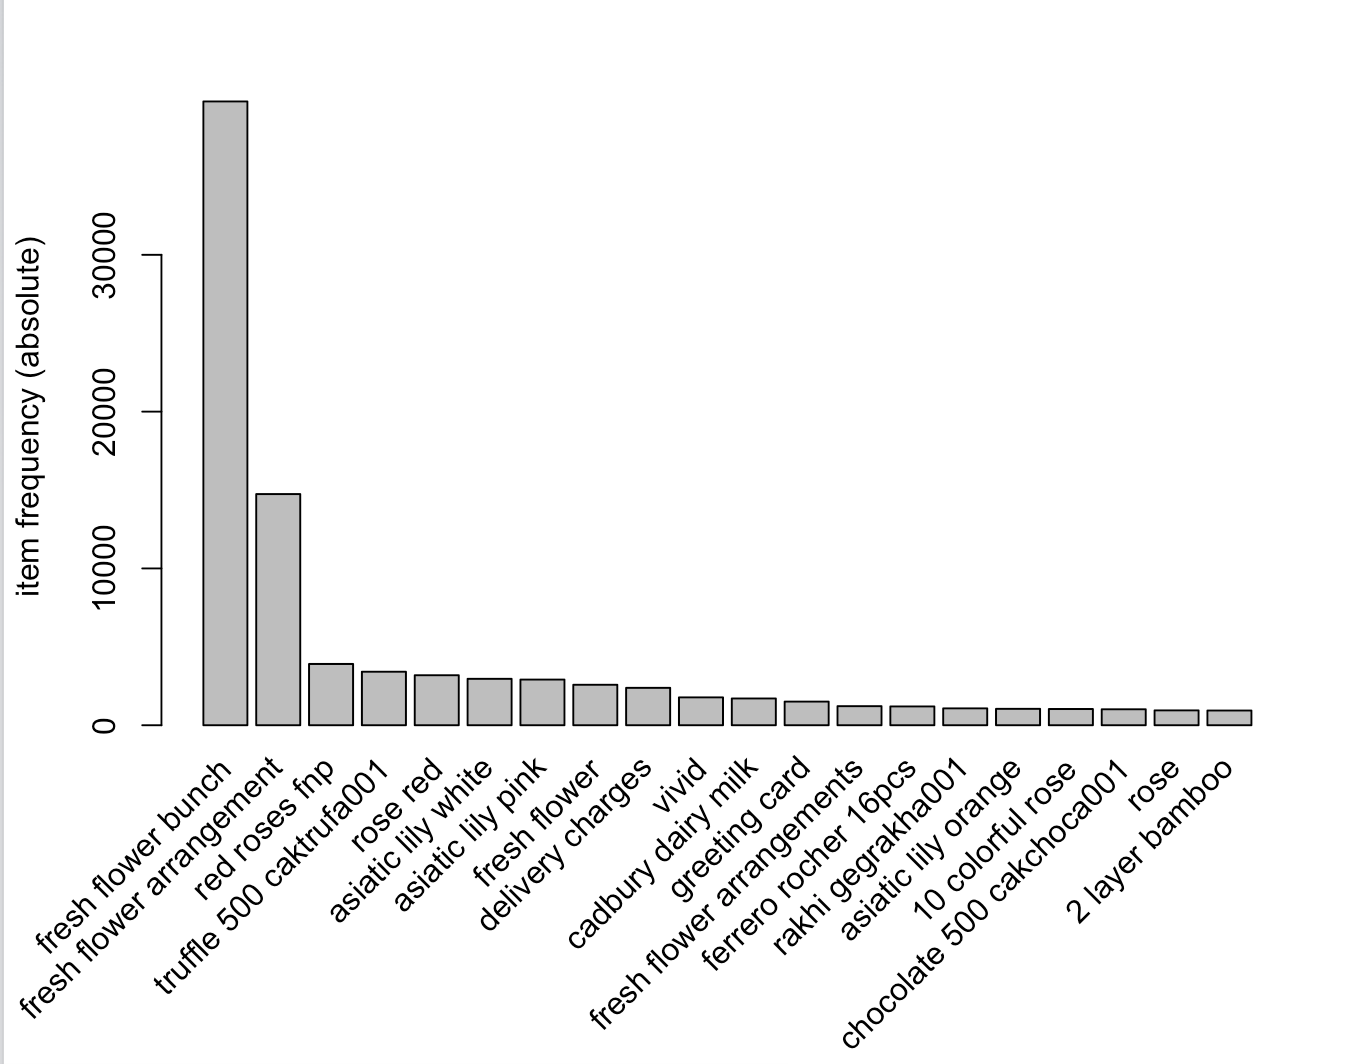 item frequency (absolute)
30000
20000
10000
0
fresh flower bunch
fresh flower arrangement
red roses fnp
truffle 500 caktrufa001
rose red
asiatic lily white
asiatic lily pink
fresh flower
delivery charges
vivid
cadbury dairy milk
greeting card
fresh flower arrangements
ferrero rocher 16pcs
rakhi gegrakha001
asiatic lily orange
10 colorful rose
chocolate 500 cakchoca001
rose
2 layer bamboo